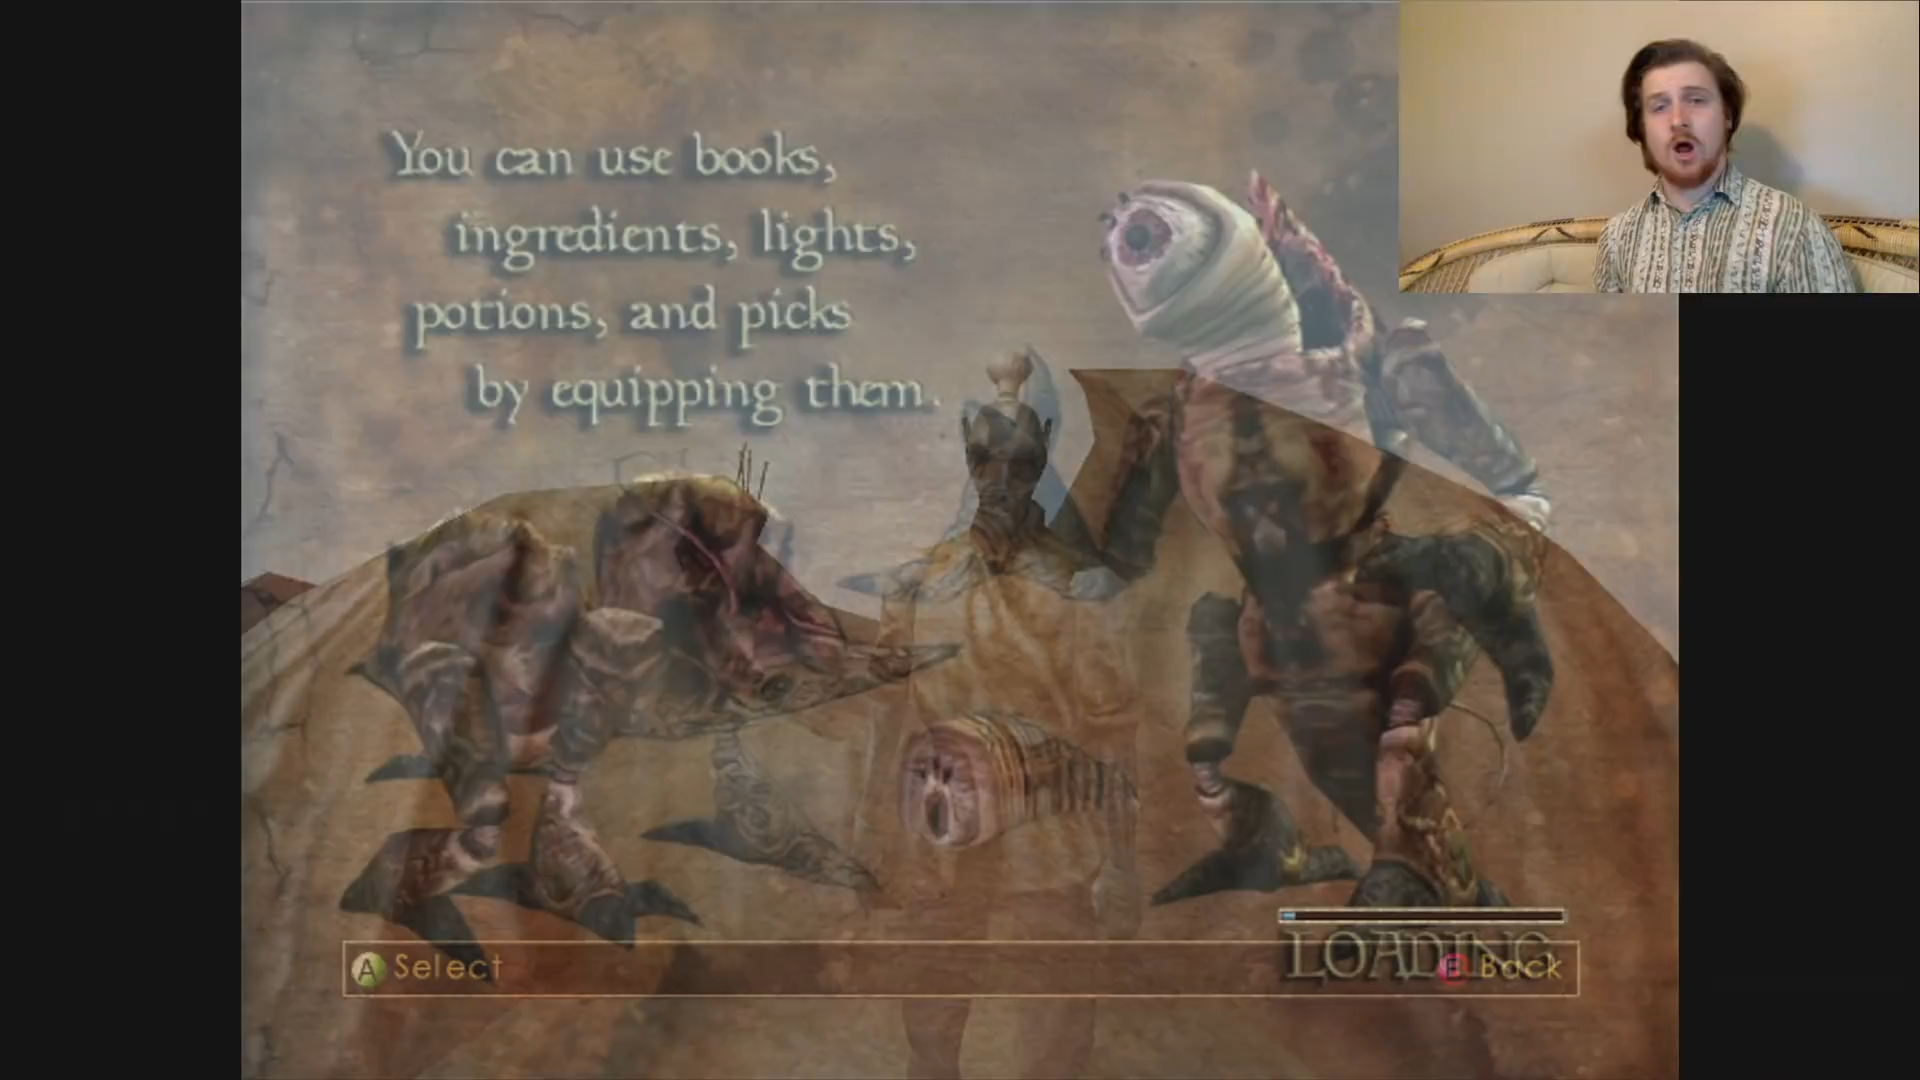 You can use books,
ingredients, lights,
potions, and picks
by equipping them.
LOADING
A Select
B Back